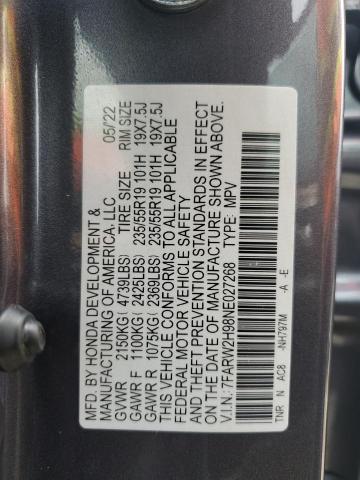 MFD. BY HONDA DEVELOPMENT & 05/22
MANUFACTURING OF AMERICA, LLC
TIRE SIZE RIM SIZE
GVWR 2150KG( 4739LBS)
GAWR F 1100KG( 2425LBS) 235/55R19 101H 19X7.5J
GAWR R 1075KG( 2369LBS) 235/55R19 101H 19X7.5J
THIS VEHICLE CONFORMS TO ALL APPLICABLE
FEDERAL MOTOR VEHICLE SAFETY
AND THEFT PREVENTION STANDARDS IN EFFECT
ON THE DATE OF MANUFACTURE SHOWN ABOVE.
V.I.N.: 7FARW2H98NE027268 TYPE: MPV
TNR N AC8 -NH797M -A -E